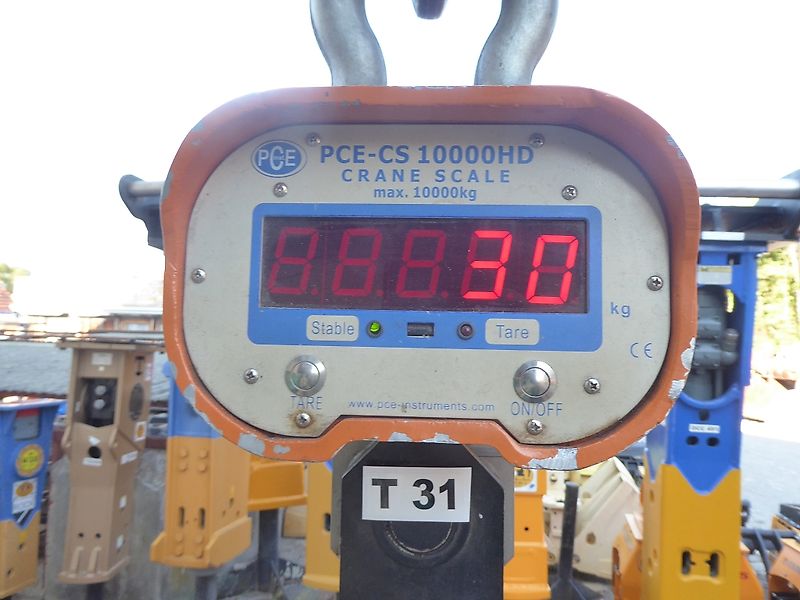 PCE
PCE-CS 10000HD
CRANE SCALE
max. 10000kg
30
kg
Stable
Tare
CE
TARE
www.pce-instruments.com
ON/OFF
T 31